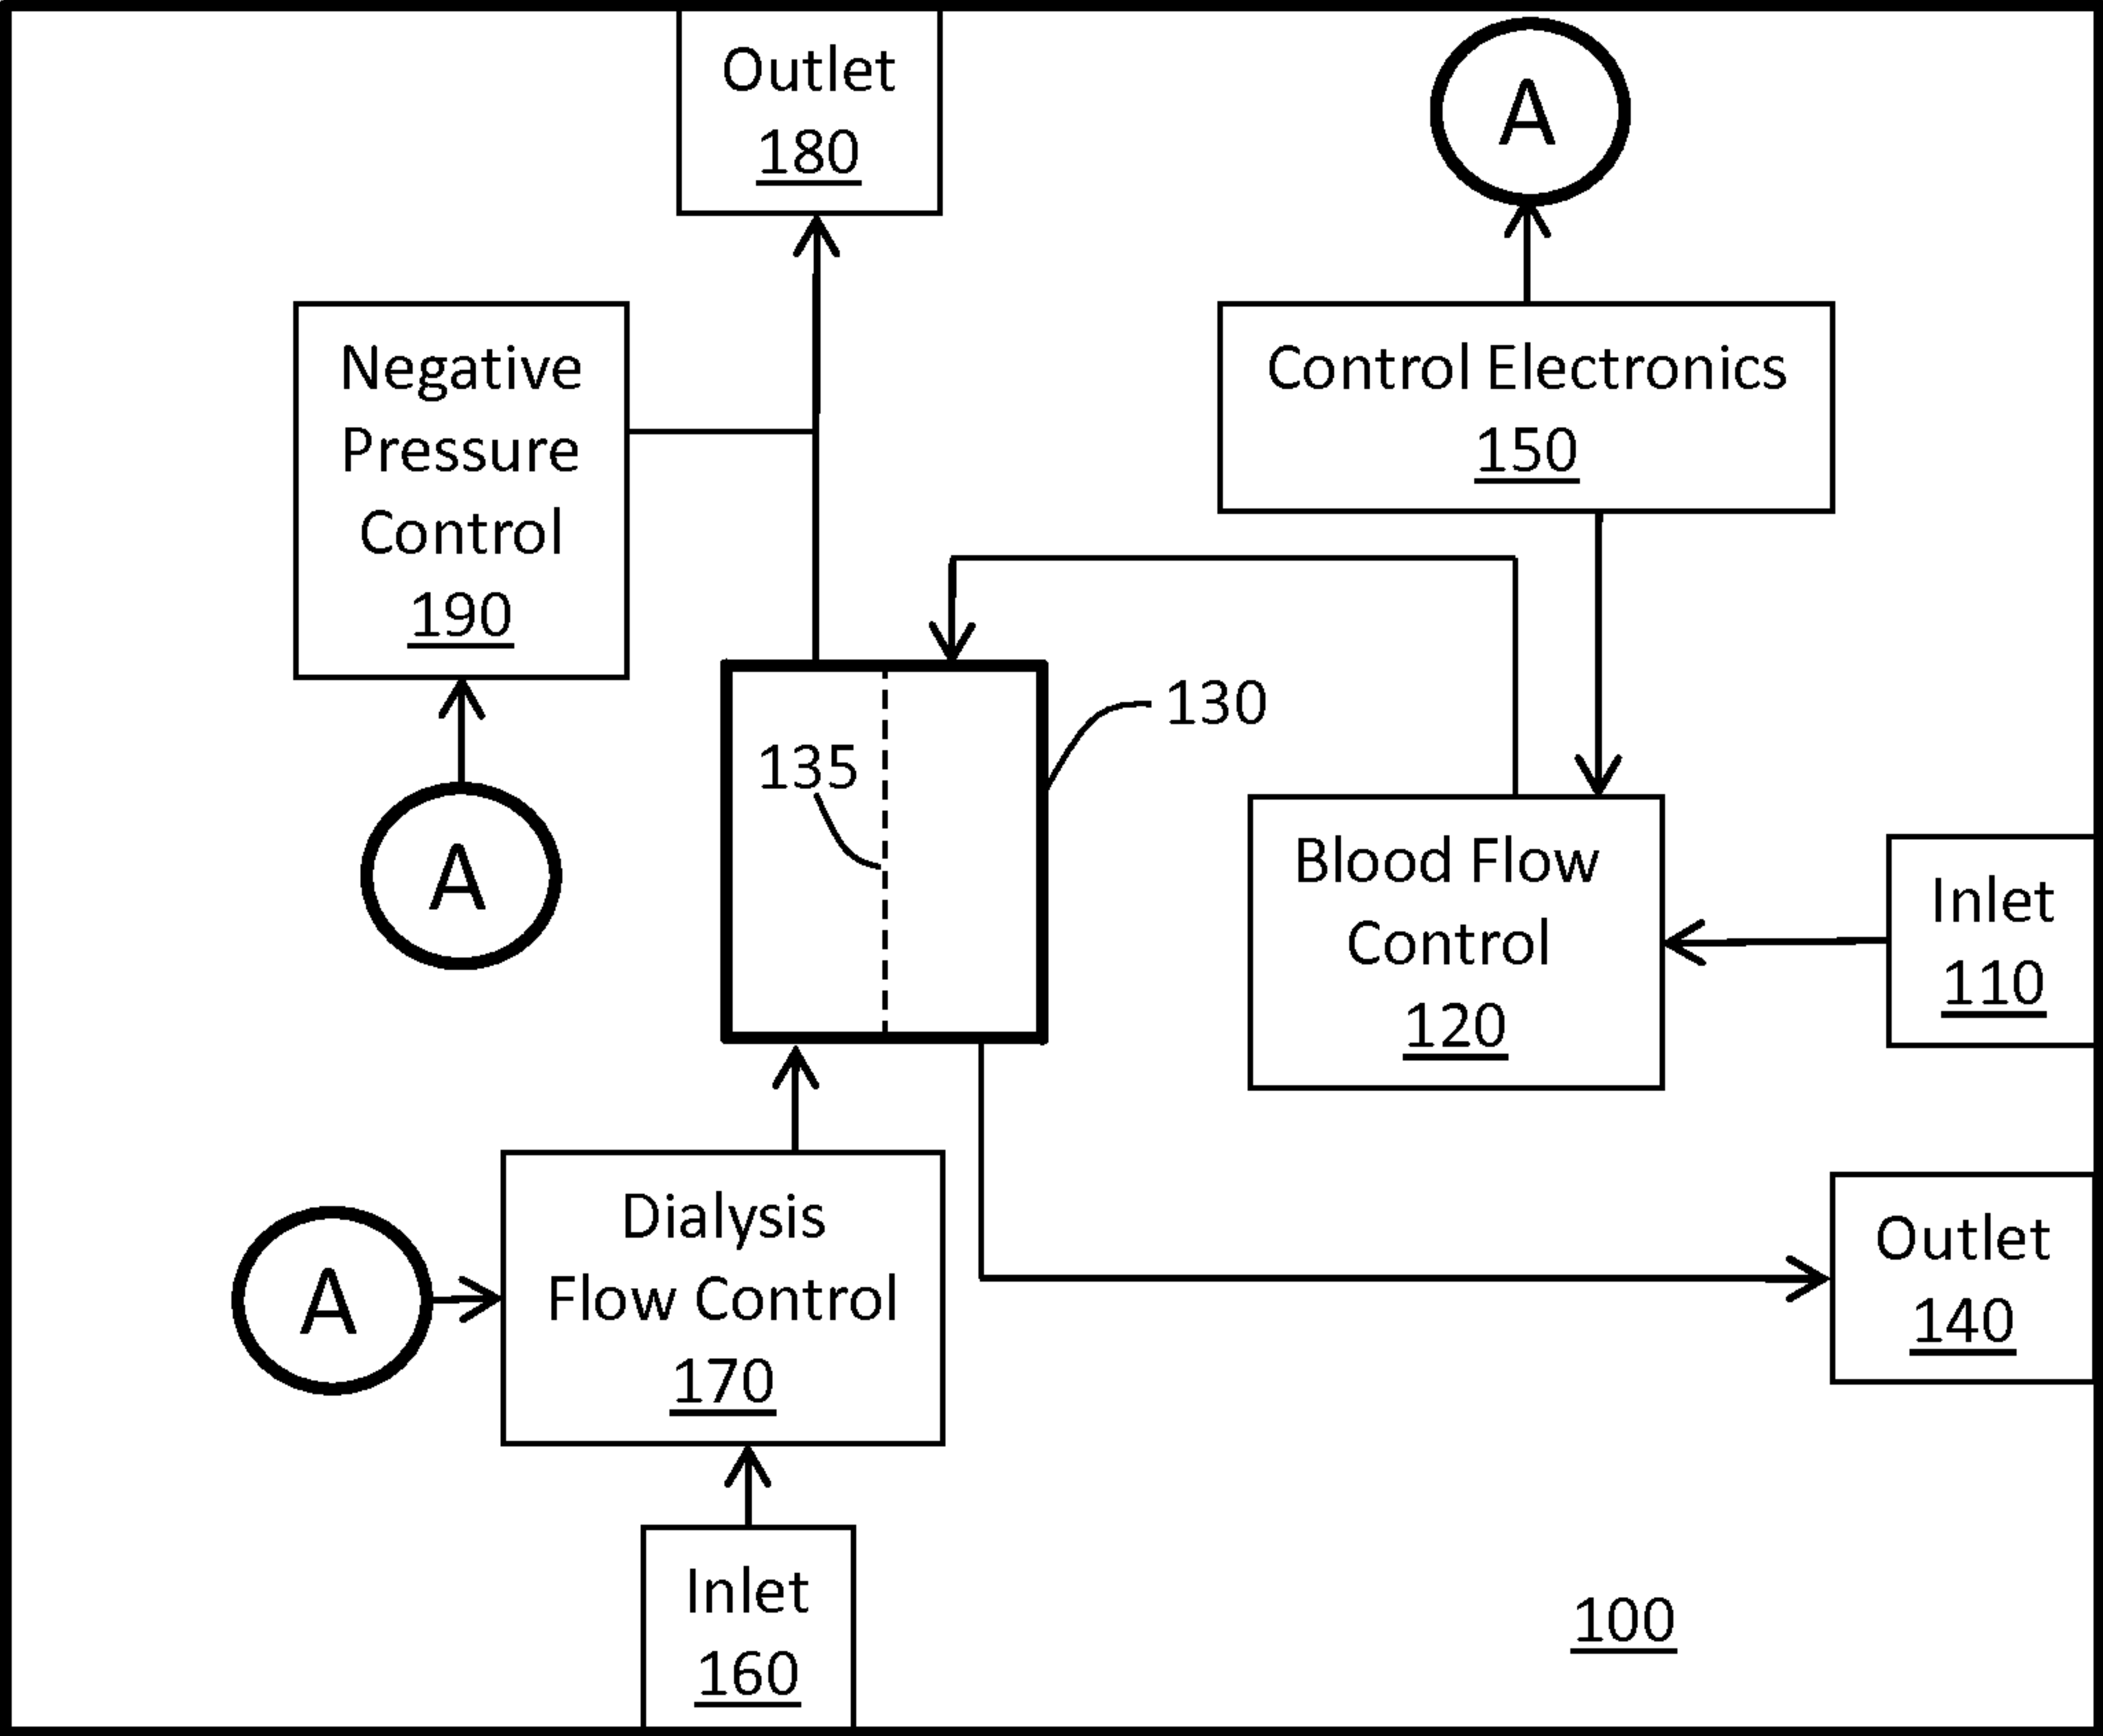 Outlet
180
A
Negative
Pressure
Control
190
Control Electronics
150
130
135
A
Blood Flow
Control
120
Inlet
110
Dialysis
Flow Control
170
A
Outlet
140
Inlet
160
100